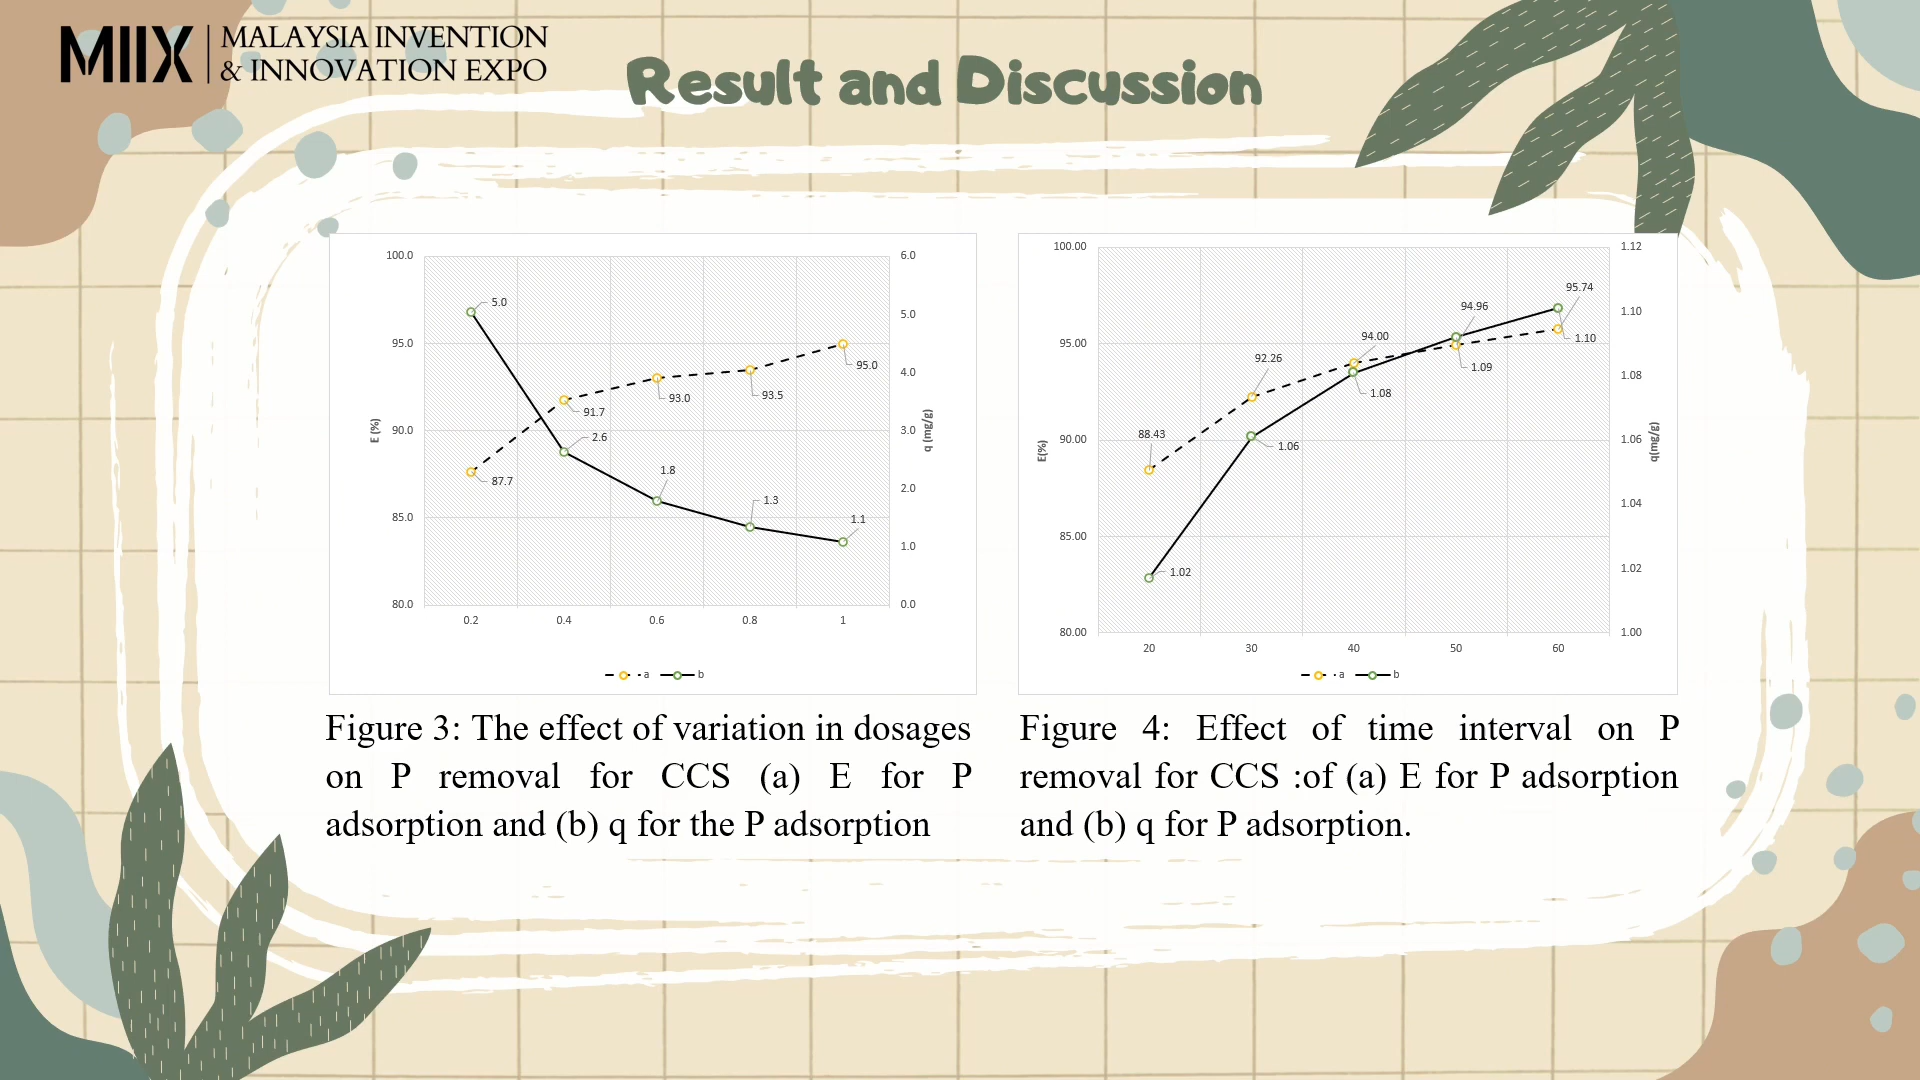 MIIX | MALAYSIA INVENTION
& INNOVATION EXPO
Result and Discussion
100.0
95.0
90.0
85.0
80.0
E (%)
6.0
5.0
4.0
3.0
2.0
1.0
0.0
q (mg/g)
5.0
2.6
1.8
1.3
1.1
87.7
91.7
93.0
93.5
95.0
0.2 0.4 0.6 0.8 1
a b
Figure 3: The effect of variation in dosages
on P removal for CCS (a) E for P
adsorption and (b) q for the P adsorption
100.00
95.00
90.00
85.00
80.00
E(%)
1.12
1.10
1.08
1.06
1.04
1.02
1.00
q(mg/g)
88.43
92.26
94.00
94.96
95.74
1.02
1.06
1.08
1.09
1.10
20 30 40 50 60
a b
Figure 4: Effect of time interval on P
removal for CCS :of (a) E for P adsorption
and (b) q for P adsorption.